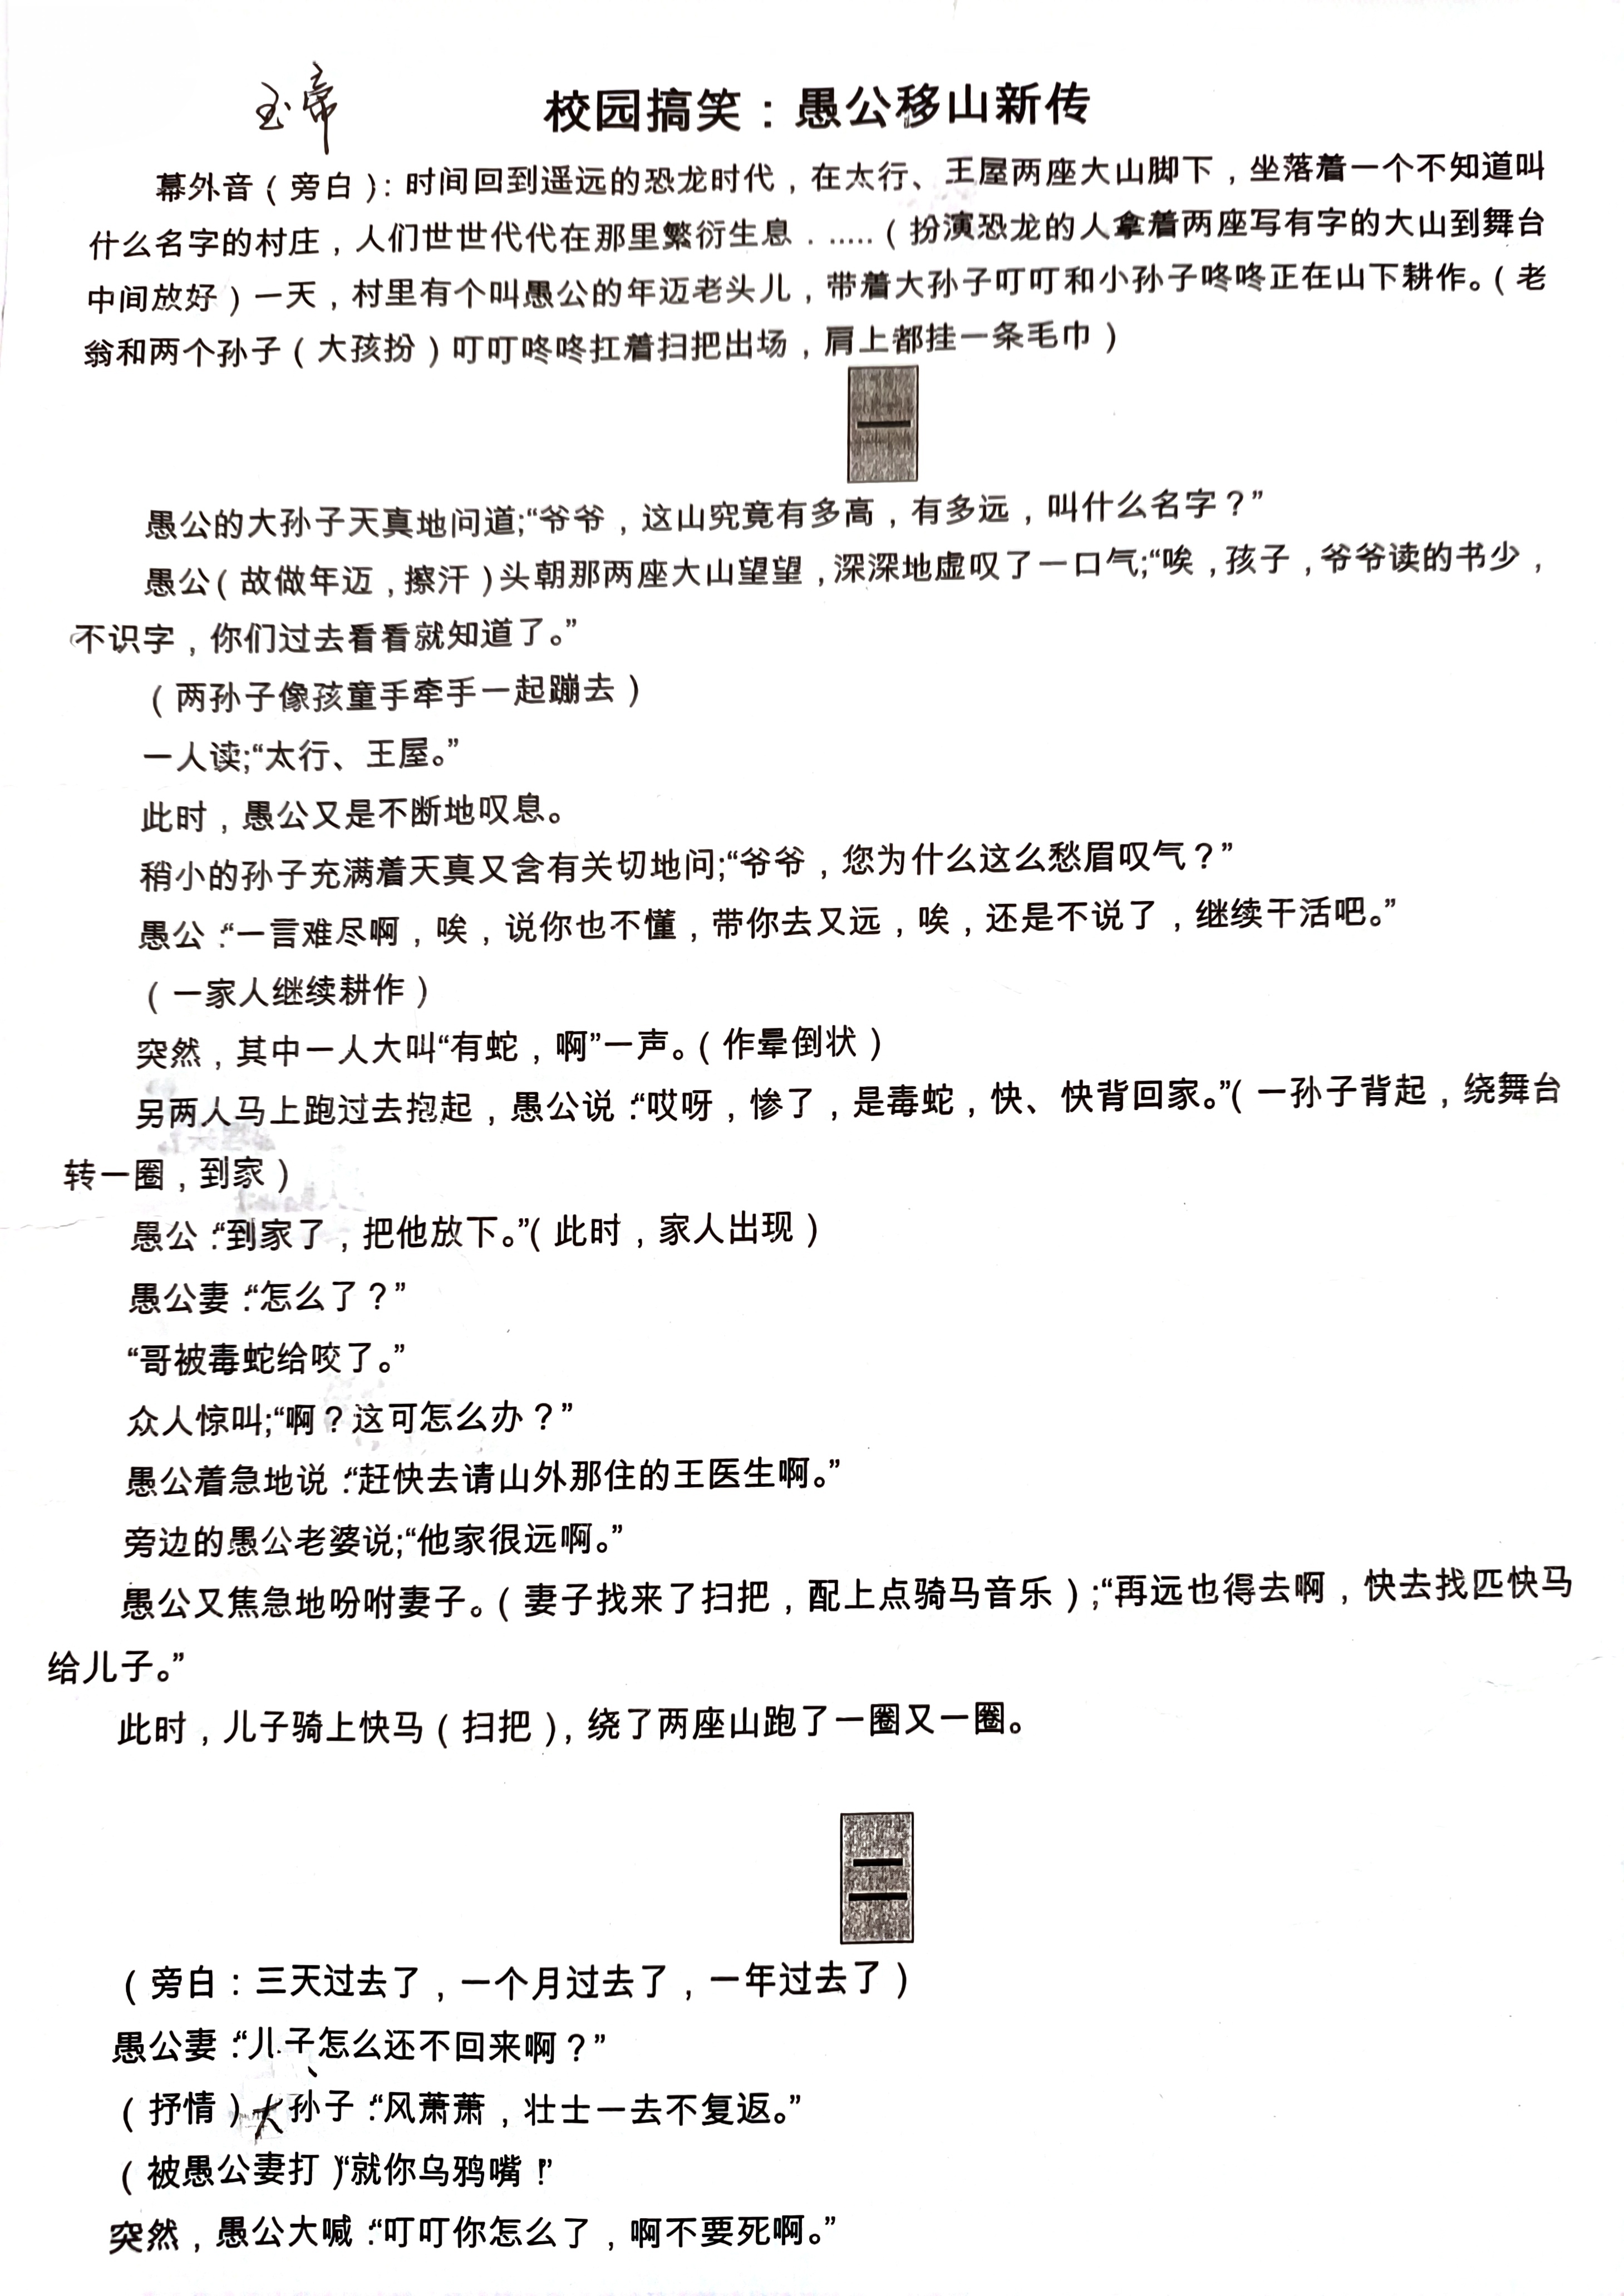 玉帝
校园搞笑：愚公移山新传
幕外音（旁白）：时间回到遥远的恐龙时代，在太行、王屋两座大山脚下，坐落着一个不知道叫
什么名字的村庄，人们世世代代在那里繁衍生息．.....（扮演恐龙的人拿着两座写有字的大山到舞台
中间放好）一天，村里有个叫愚公的年迈老头儿，带着大孙子叮叮和小孙子咚咚正在山下耕作。（老
翁和两个孙子（大孩扮）叮叮咚咚扛着扫把出场，肩上都挂一条毛巾）
一
愚公的大孙子天真地问道;“爷爷，这山究竟有多高，有多远，叫什么名字？”
愚公（故做年迈，擦汗）头朝那两座大山望望，深深地虚叹了一口气;“唉，孩子，爷爷读的书少，
不识字，你们过去看看就知道了。”
（两孙子像孩童手牵手一起蹦去）
一人读;“太行、王屋。”
此时，愚公又是不断地叹息。
稍小的孙子充满着天真又含有关切地问;“爷爷，您为什么这么愁眉叹气？”
愚公：“一言难尽啊，唉，说你也不懂，带你去又远，唉，还是不说了，继续干活吧。”
（一家人继续耕作）
突然，其中一人大叫“有蛇，啊”一声。（作晕倒状）
另两人马上跑过去抱起，愚公说：“哎呀，惨了，是毒蛇，快、快背回家。”（一孙子背起，绕舞台
转一圈，到家）
愚公：“到家了，把他放下。”（此时，家人出现）
愚公妻：“怎么了？”
“哥被毒蛇给咬了。”
众人惊叫;“啊？这可怎么办？”
愚公着急地说：“赶快去请山外那住的王医生啊。”
旁边的愚公老婆说;“他家很远啊。”
愚公又焦急地吩咐妻子。（妻子找来了扫把，配上点骑马音乐）;“再远也得去啊，快去找匹快马
给儿子。”
此时，儿子骑上快马（扫把），绕了两座山跑了一圈又一圈。
二
（旁白：三天过去了，一个月过去了，一年过去了）
愚公妻：“儿子怎么还不回来啊？”
（抒情）大孙子：“风萧萧，壮士一去不复返。”
（被愚公妻打）“就你乌鸦嘴！”
突然，愚公大喊：“叮叮你怎么了，啊不要死啊。”